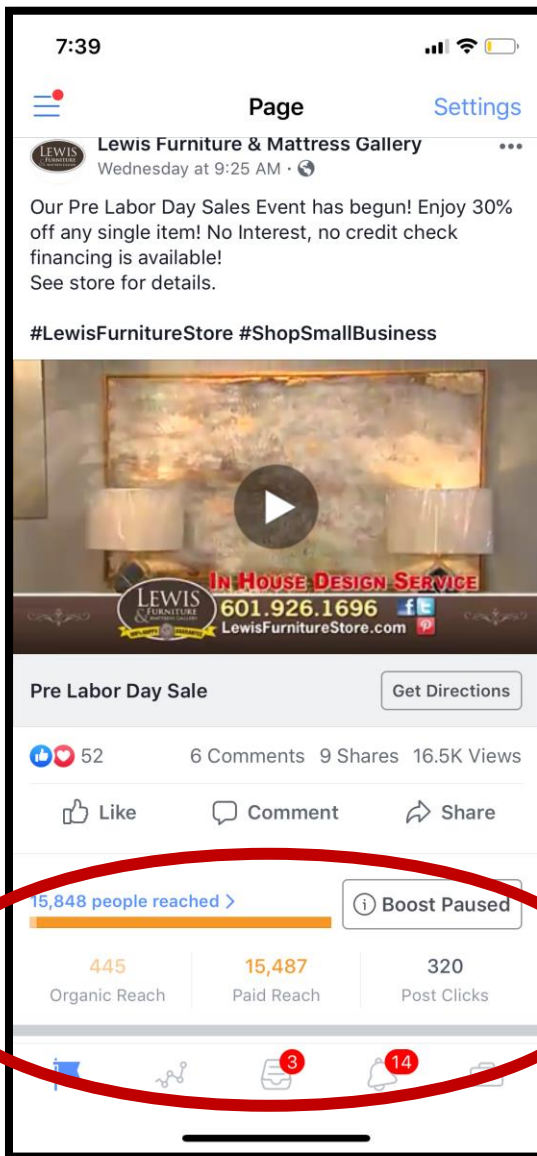 7:39
Page
Settings
Lewis Furniture & Mattress Gallery
Wednesday at 9:25 AM ·
Our Pre Labor Day Sales Event has begun! Enjoy 30%
off any single item! No Interest, no credit check
financing is available!
See store for details.
#LewisFurnitureStore #ShopSmallBusiness
IN HOUSE DESIGN SERVICE
LEWIS
& FURNITURE
601.926.1696
LewisFurnitureStore.com
Pre Labor Day Sale
Get Directions
52 6 Comments 9 Shares 16.5K Views
Like Comment Share
15,848 people reached >
Boost Paused
445 15,487 320
Organic Reach Paid Reach Post Clicks
3 14